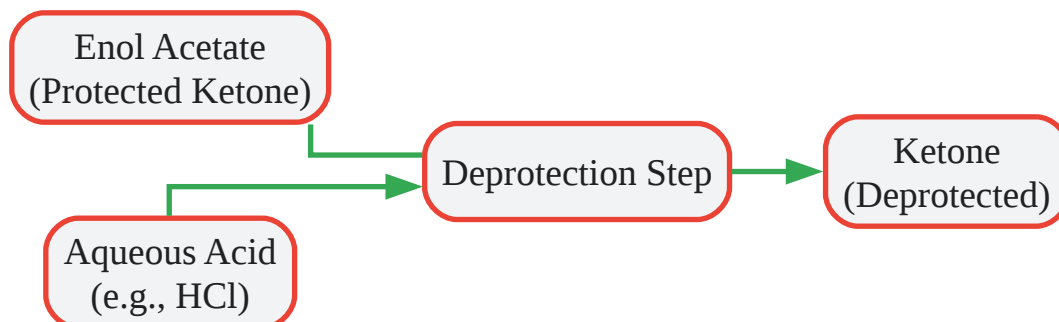 Enol Acetate
(Protected Ketone)
Deprotection Step
Ketone
(Deprotected)
Aqueous Acid
(e.g., HCl)